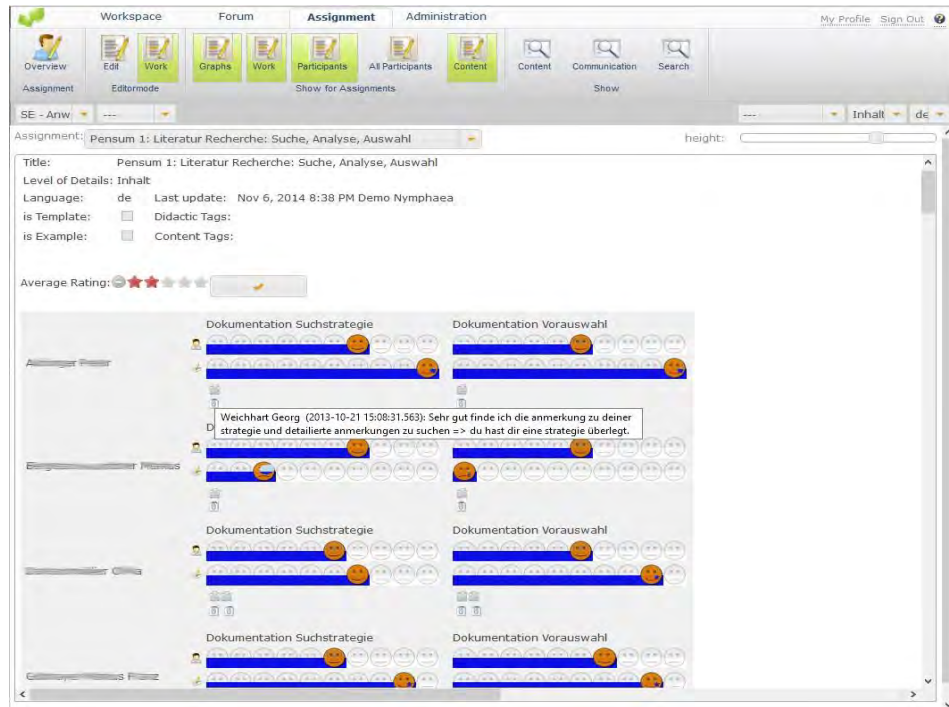 Workspace Forum Assignment Administration My Profile Sign Out
Overview Edit Work Graphs Work Participants All Participants Content Content Communication Search
Assignment Editormode Show for Assignments Show
SE - Anw --- --- Inhalt de
Assignment: Pensum 1: Literatur Recherche: Suche, Analyse, Auswahl height:
Title: Pensum 1: Literatur Recherche: Suche, Analyse, Auswahl
Level of Details: Inhalt
Language: de Last update: Nov 6, 2014 8:38 PM Demo Nymphaea
is Template: Didactic Tags:
is Example: Content Tags:
Average Rating:
Dokumentation Suchstrategie Dokumentation Vorauswahl
Weichhart Georg (2013-10-21 15:08:31.563): Sehr gut finde ich die anmerkung zu deiner
strategie und detailierte anmerkungen zu suchen => du hast dir eine strategie überlegt.
Dokumentation Suchstrategie Dokumentation Vorauswahl
Dokumentation Suchstrategie Dokumentation Vorauswahl